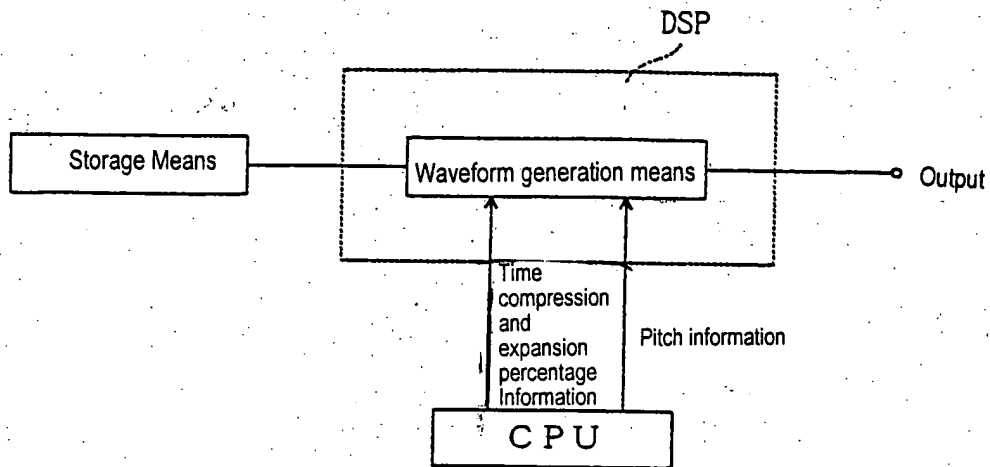 DSP
Storage Means
Waveform generation means
Output
Time
compression
and
expansion
percentage
Information
Pitch information
CPU